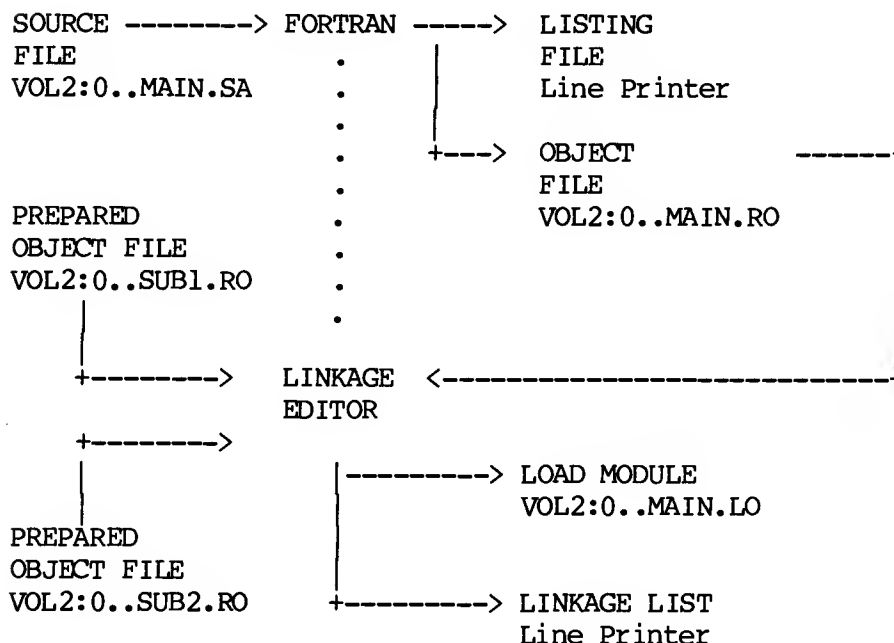 SOURCE --------> FORTRAN -----> LISTING
FILE . FILE
VOL2:0..MAIN.SA . Line Printer
.
. +---> OBJECT ------
. FILE
PREPARED . VOL2:0..MAIN.RO
OBJECT FILE .
VOL2:0..SUB1.RO .
.
+--------> LINKAGE <-----------------------------
EDITOR
+-------->
|---------> LOAD MODULE
VOL2:0..MAIN.LO
PREPARED
OBJECT FILE
VOL2:0..SUB2.RO +---------> LINKAGE LIST
Line Printer